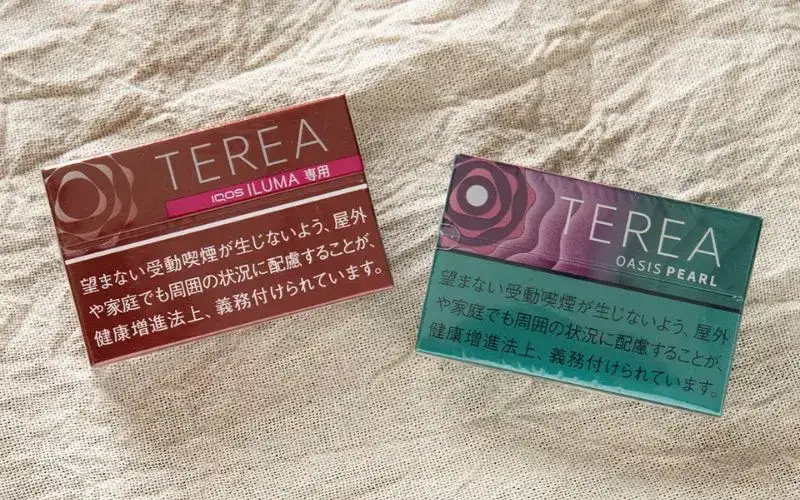 TEREA
IQOS ILUMA 専用
望まない受動喫煙が生じないよう、屋外
や家庭でも周囲の状況に配慮することが、
健康増進法上、義務付けられています。
TEREA
OASIS PEARL
望まない受動喫煙が生じないよう、屋外
や家庭でも周囲の状況に配慮することが、
健康増進法上、義務付けられています。